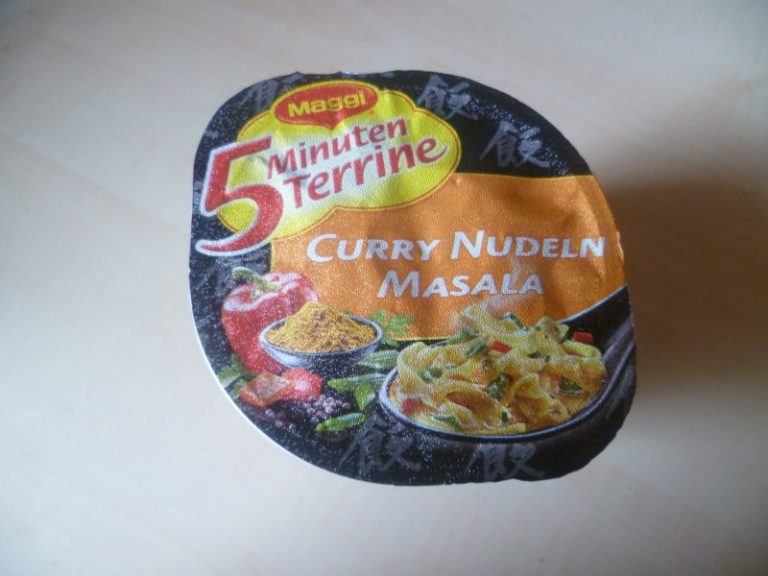 Maggi
5 Minuten
Terrine
Curry Nudeln
Masala